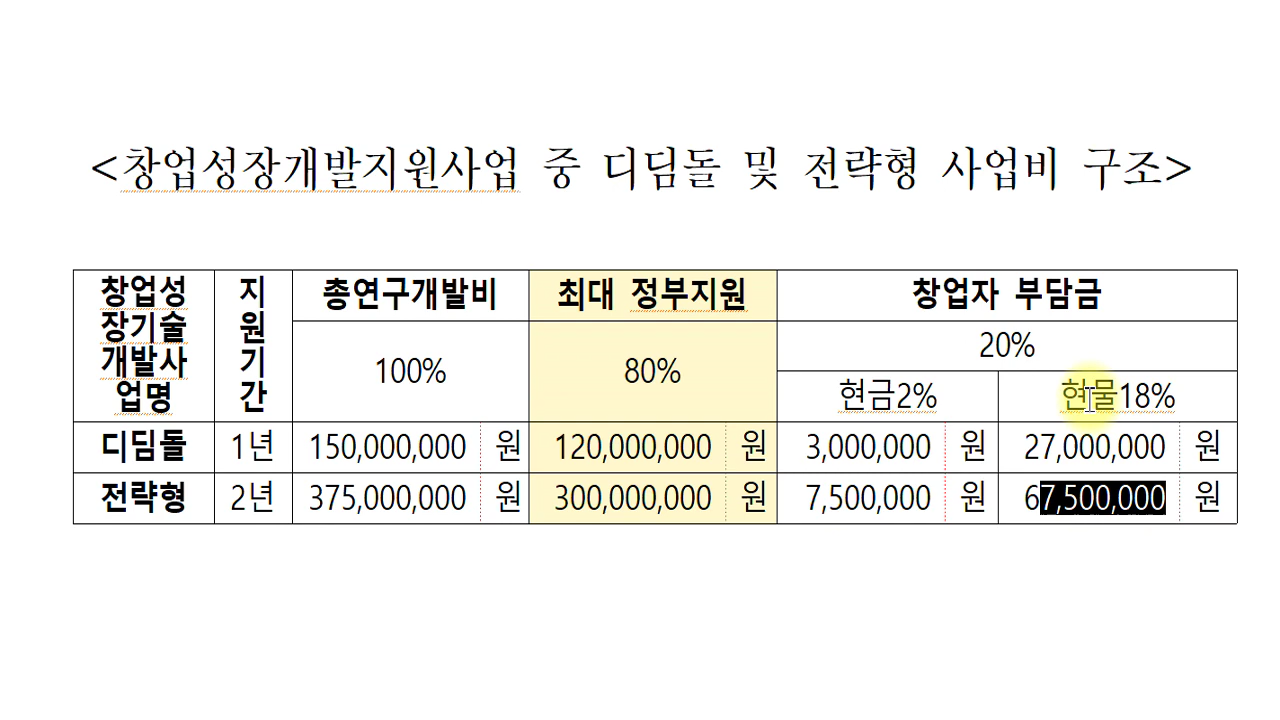 <창업성장개발지원사업 중 디딤돌 및 전략형 사업비 구조>
창업성
장기술
개발사
업명
지
원
기
간
총연구개발비
최대 정부지원
창업자 부담금
100%
80%
20%
현금2%
현물18%
디딤돌 1년 150,000,000 원 120,000,000 원 3,000,000 원 27,000,000 원
전략형 2년 375,000,000 원 300,000,000 원 7,500,000 원 67,500,000 원